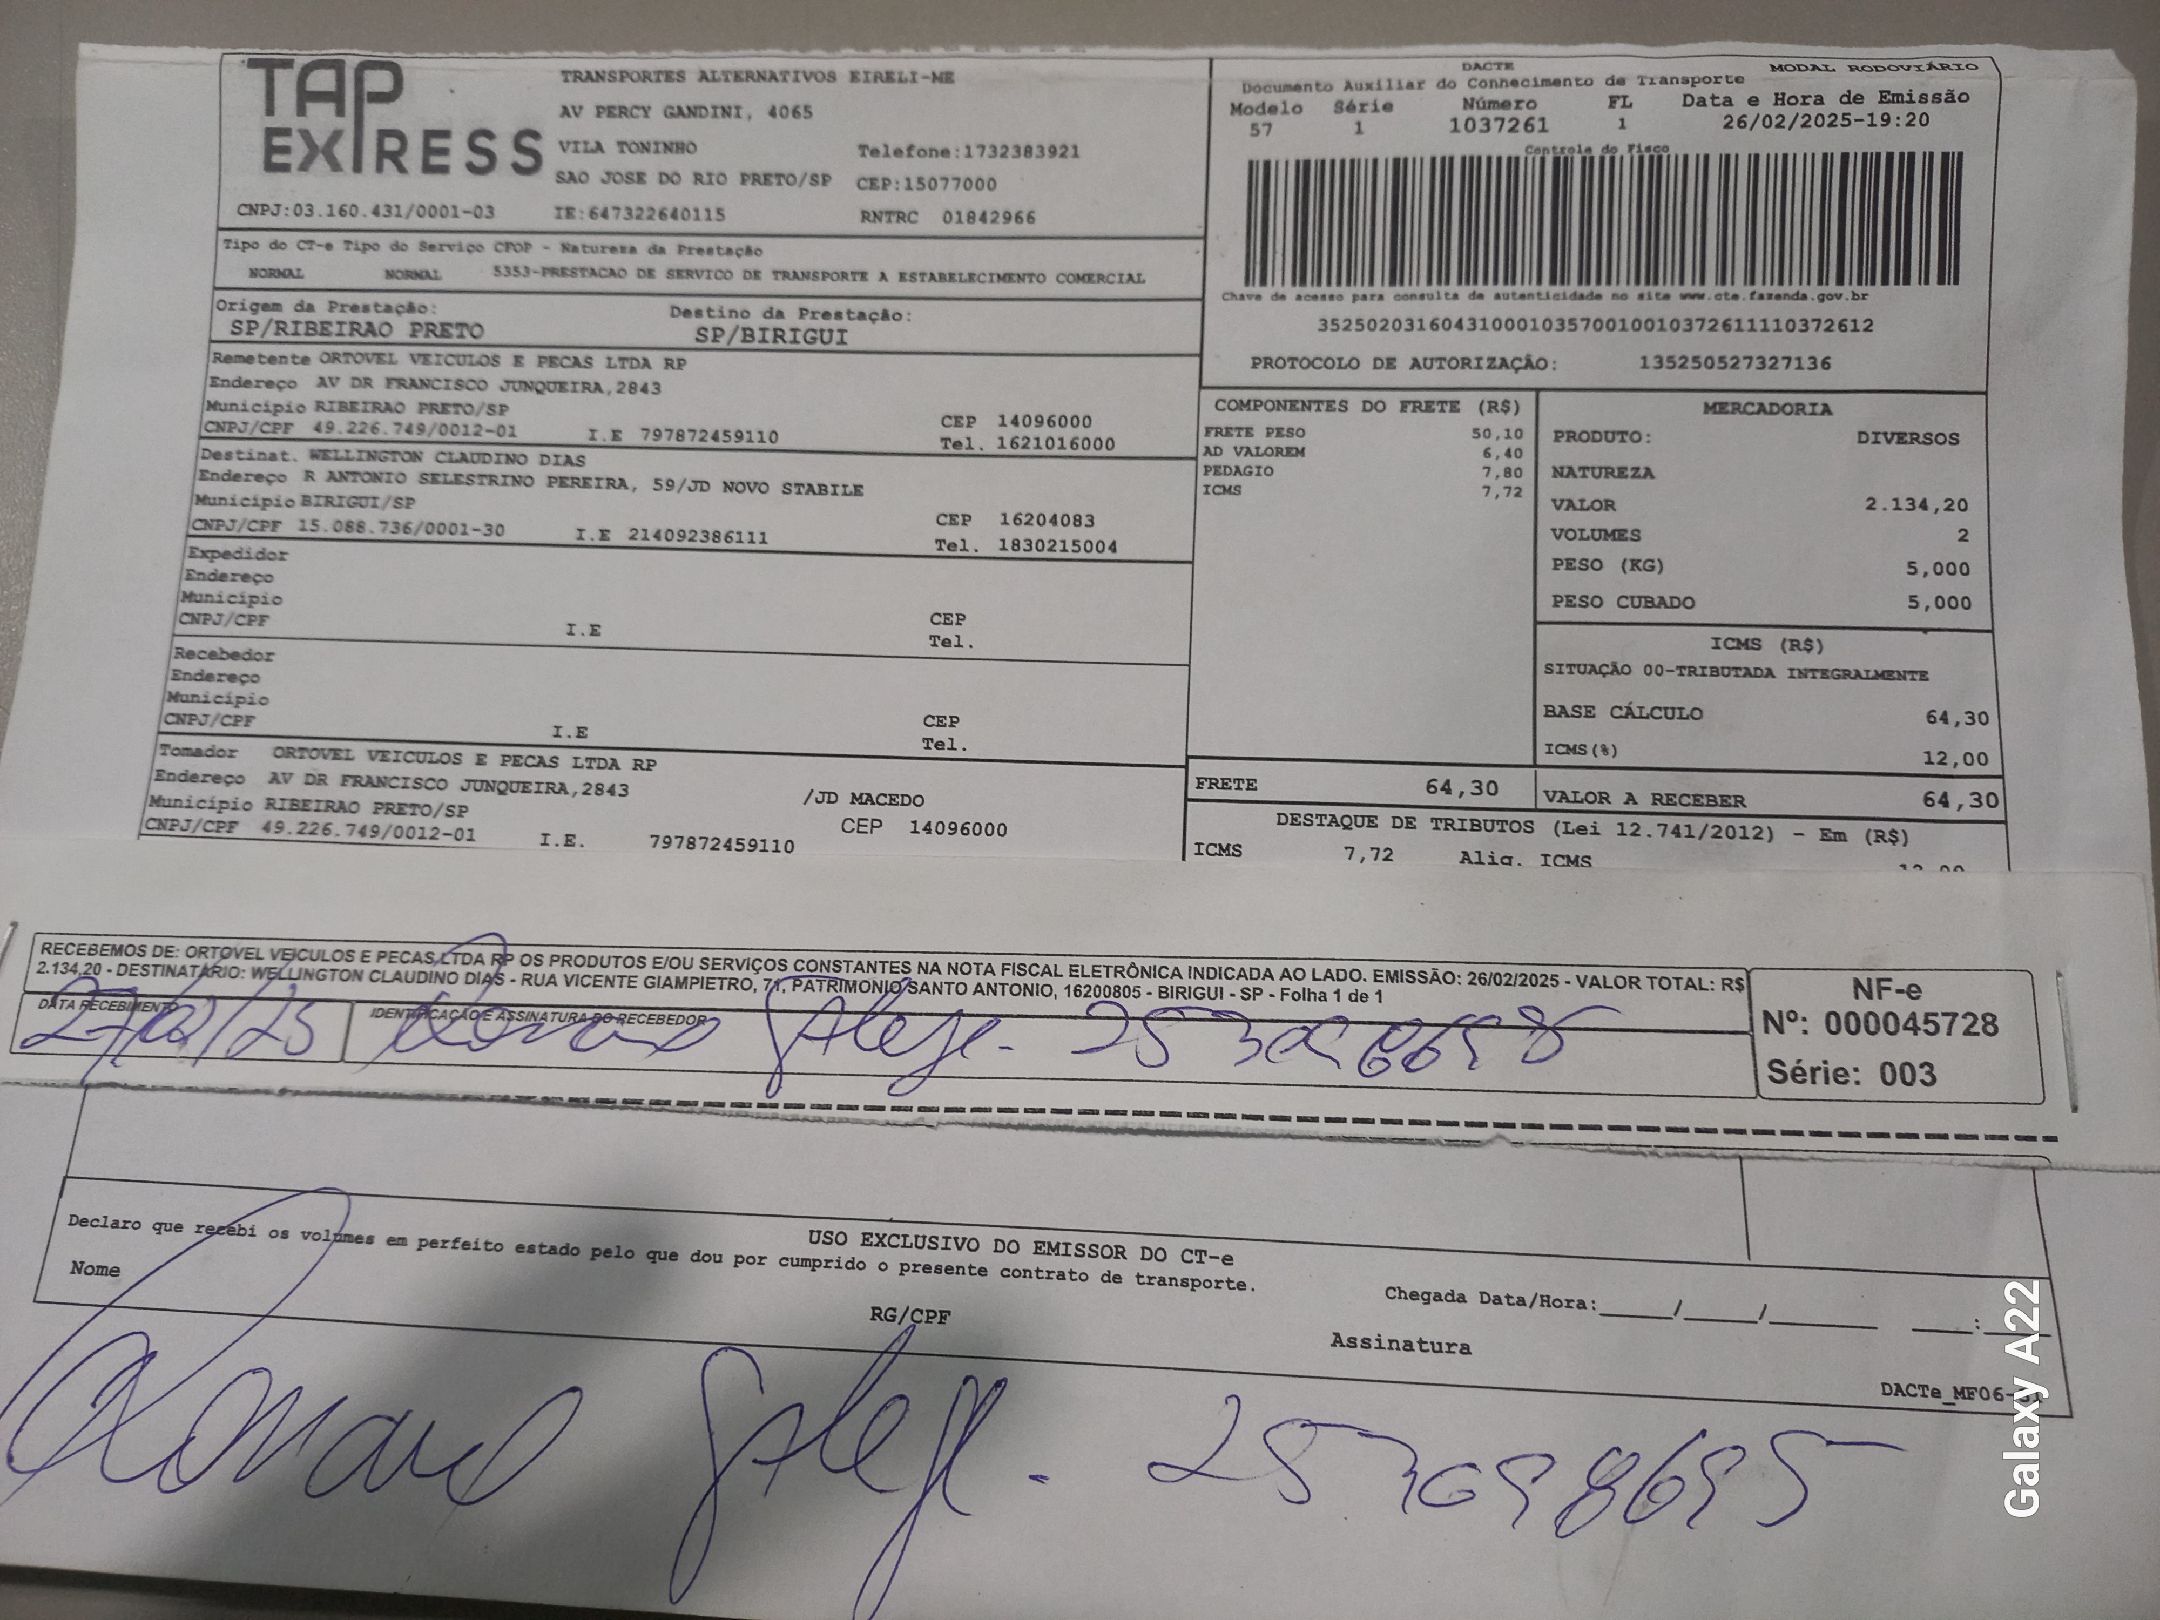 TAP EXPRESS
TRANSPORTES ALTERNATIVOS EIRELI-ME
AV PERCY GANDINI, 4065
VILA TONINHO Telefone:1732383921
SAO JOSE DO RIO PRETO/SP CEP:15077000
CNPJ:03.160.431/0001-03 IE:647322640115 RNTRC 01842966
DACTE MODAL RODOVIÁRIO
Documento Auxiliar do Conhecimento de Transporte
Modelo Série Número FL Data e Hora de Emissão
57 1 1037261 1 26/02/2025-19:20
Controle do Fisco
Chave de acesso para consulta de autenticidade no site www.cte.fazenda.gov.br
35250203160431000103570010010372611110372612
PROTOCOLO DE AUTORIZAÇÃO: 135250527327136
Tipo do CT-e Tipo do Serviço CFOP - Natureza da Prestação
NORMAL NORMAL 5353-PRESTACAO DE SERVICO DE TRANSPORTE A ESTABELECIMENTO COMERCIAL
Origem da Prestação: Destino da Prestação:
SP/RIBEIRAO PRETO SP/BIRIGUI
Remetente ORTOVEL VEICULOS E PECAS LTDA RP
Endereço AV DR FRANCISCO JUNQUEIRA,2843
Município RIBEIRAO PRETO/SP CEP 14096000
CNPJ/CPF 49.226.749/0012-01 I.E 797872459110 Tel. 1621016000
Destinat. WELLINGTON CLAUDINO DIAS
Endereço R ANTONIO SELESTRINO PEREIRA, 59/JD NOVO STABILE
Município BIRIGUI/SP CEP 16204083
CNPJ/CPF 15.088.736/0001-30 I.E 214092386111 Tel. 1830215004
Expedidor
Endereço
Município
CNPJ/CPF I.E CEP
Tel.
Recebedor
Endereço
Município
CNPJ/CPF I.E CEP
Tel.
Tomador ORTOVEL VEICULOS E PECAS LTDA RP
Endereço AV DR FRANCISCO JUNQUEIRA,2843 /JD MACEDO
Município RIBEIRAO PRETO/SP CEP 14096000
CNPJ/CPF 49.226.749/0012-01 I.E. 797872459110
COMPONENTES DO FRETE (R$)
FRETE PESO 50,10
AD VALOREM 6,40
PEDAGIO 7,80
ICMS 7,72
MERCADORIA
PRODUTO: DIVERSOS
NATUREZA
VALOR 2.134,20
VOLUMES 2
PESO (KG) 5,000
PESO CUBADO 5,000
ICMS (R$)
SITUAÇÃO 00-TRIBUTADA INTEGRALMENTE
BASE CÁLCULO 64,30
ICMS(%) 12,00
FRETE 64,30 VALOR A RECEBER 64,30
DESTAQUE DE TRIBUTOS (Lei 12.741/2012) - Em (R$)
ICMS 7,72 Aliq. ICMS 12,00
RECEBEMOS DE: ORTOVEL VEICULOS E PECAS LTDA RP OS PRODUTOS E/OU SERVIÇOS CONSTANTES NA NOTA FISCAL ELETRÔNICA INDICADA AO LADO. EMISSÃO: 26/02/2025 - VALOR TOTAL: R$
2.134,20 - DESTINATÁRIO: WELLINGTON CLAUDINO DIAS - RUA VICENTE GIAMPIETRO, 71, PATRIMONIO SANTO ANTONIO, 16200805 - BIRIGUI - SP - Folha 1 de 1
DATA RECEBIMENTO IDENTIFICAÇÃO E ASSINATURA DO RECEBEDOR
27/02/25
NF-e
Nº: 000045728
Série: 003
USO EXCLUSIVO DO EMISSOR DO CT-e
Declaro que recebi os volumes em perfeito estado pelo que dou por cumprido o presente contrato de transporte.
Nome RG/CPF Assinatura Chegada Data/Hora:____/____/______ ____:____
Galaxy A22